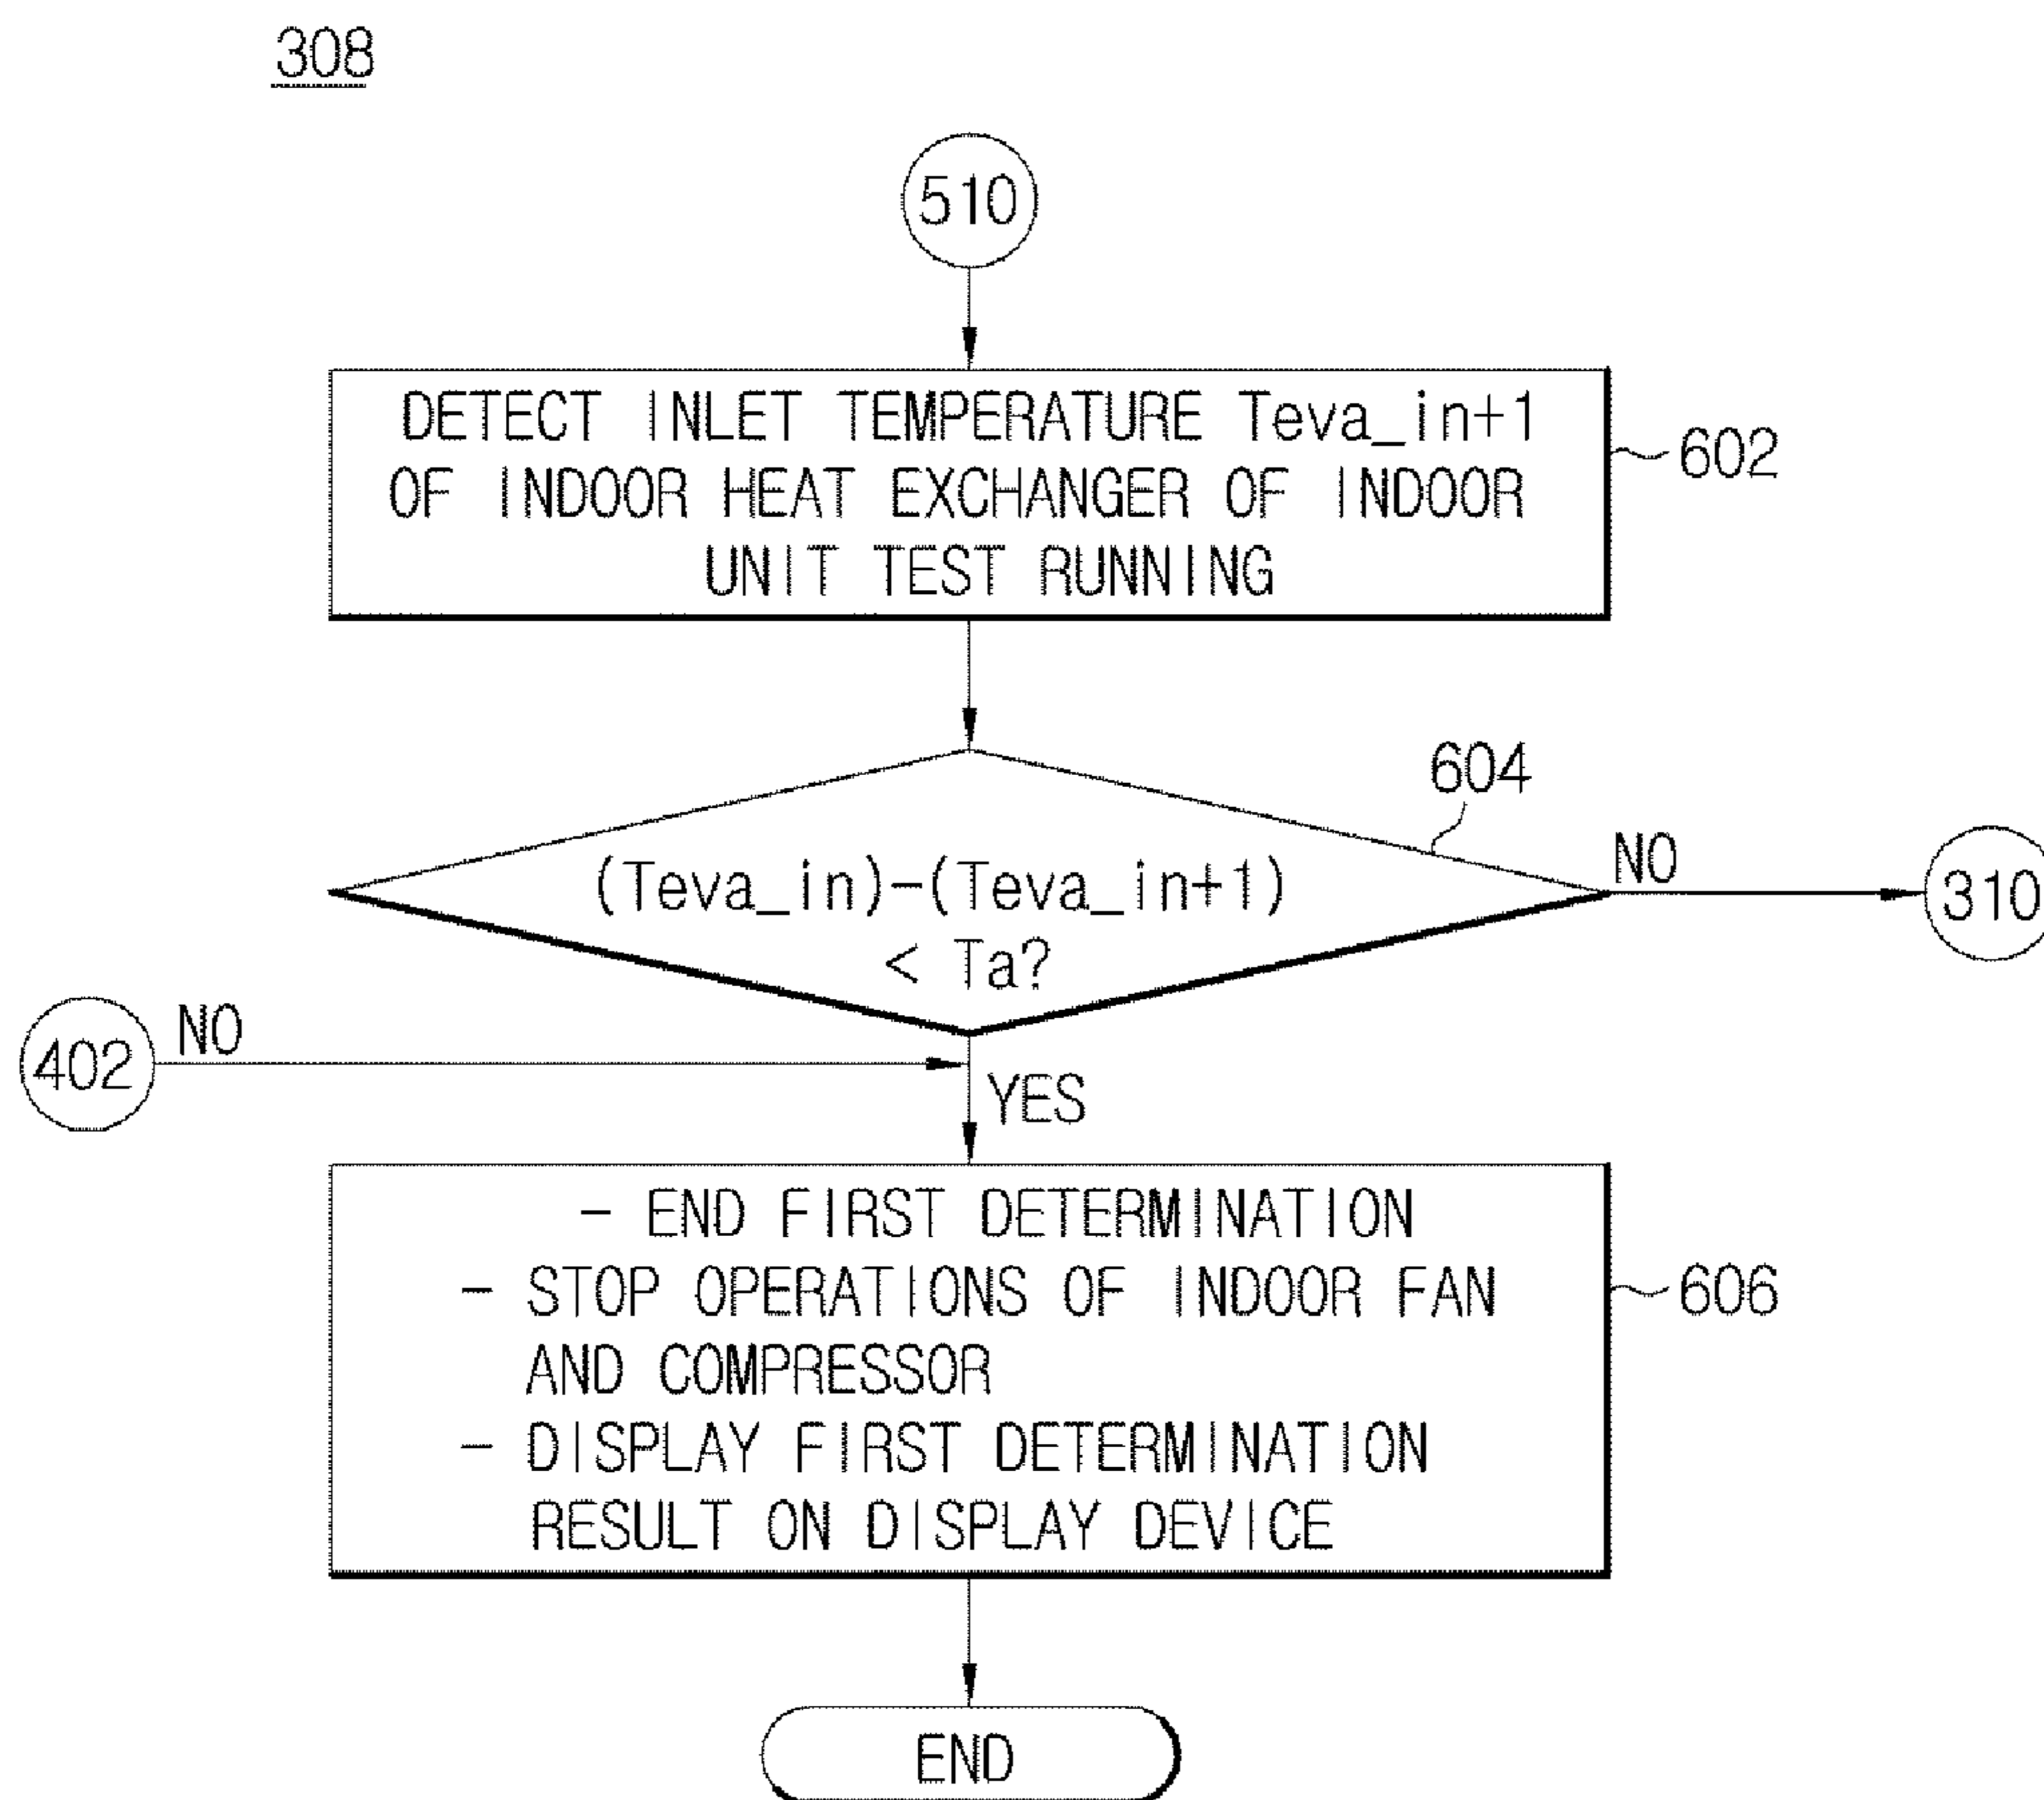 308
510
DETECT INLET TEMPERATURE Teva_in+1
OF INDOOR HEAT EXCHANGER OF INDOOR
UNIT TEST RUNNING
602
604
(Teva_in)-(Teva_in+1)
< Ta?
NO
310
402
NO
YES
- END FIRST DETERMINATION
- STOP OPERATIONS OF INDOOR FAN
AND COMPRESSOR
- DISPLAY FIRST DETERMINATION
RESULT ON DISPLAY DEVICE
606
END